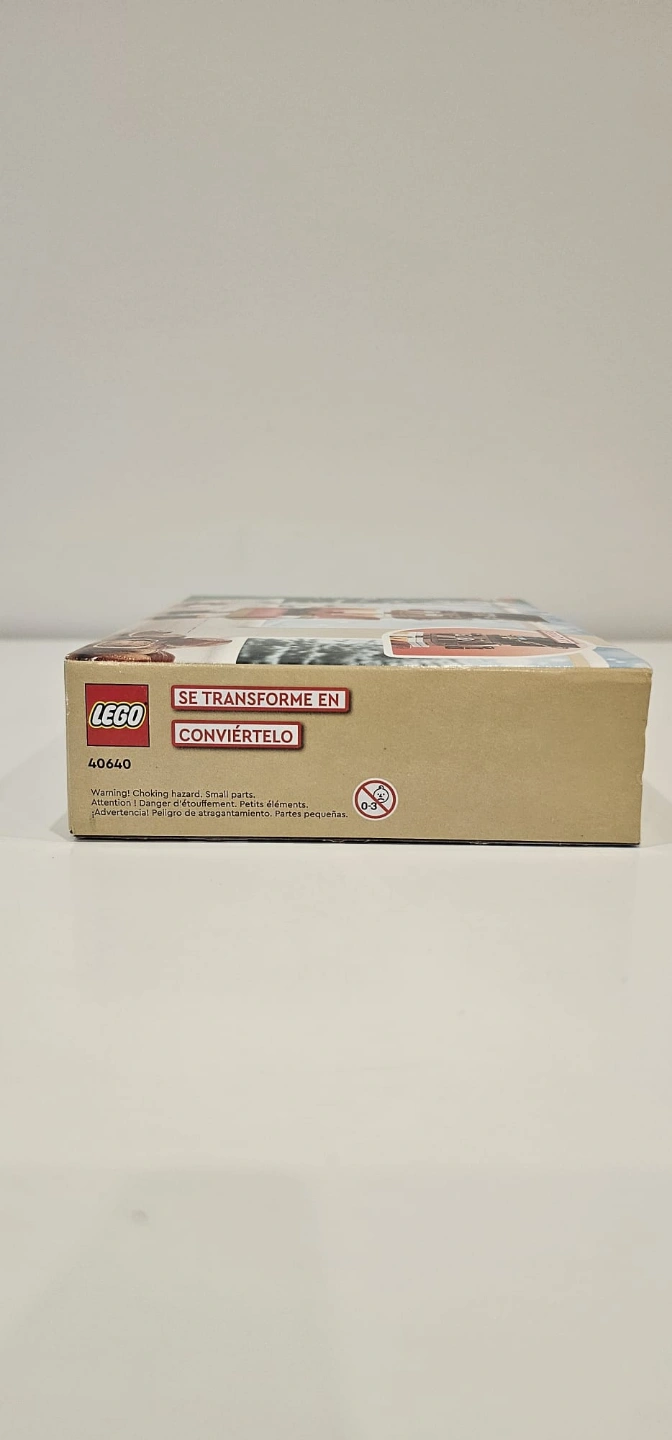 LEGO
SE TRANSFORME EN
CONVIÉRTELO
40640
Warning! Choking hazard. Small parts.
Attention ! Danger d'étouffement. Petits éléments.
¡Advertencia! Peligro de atragantamiento. Partes pequeñas.
0-3